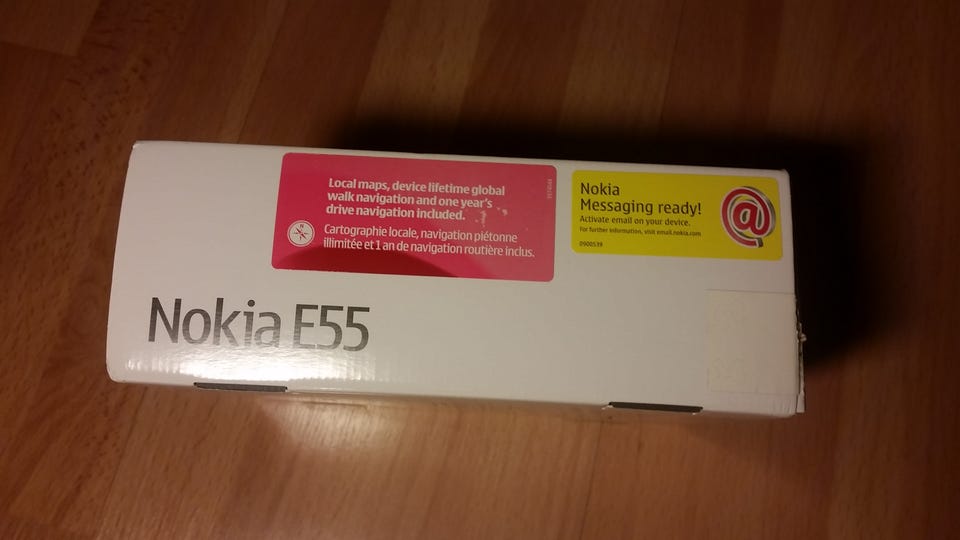 Local maps, device lifetime global
walk navigation and one year's
drive navigation included.
Cartographie locale, navigation piétonne
illimitée et 1 an de navigation routière inclus.
Nokia
Messaging ready!
Activate email on your device.
For further information, visit email.nokia.com
0900539
@
Nokia E55